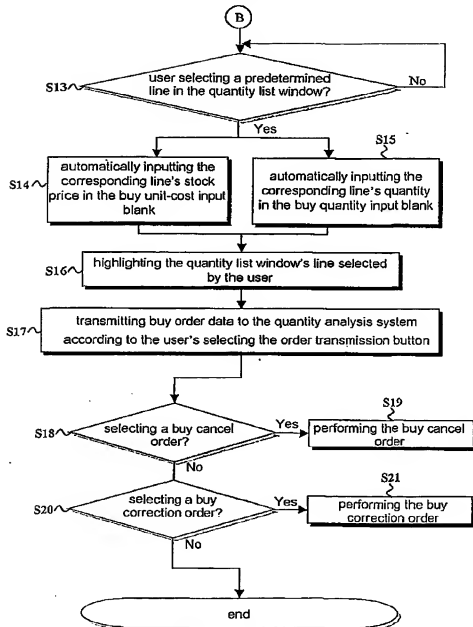 B
user selecting a predetermined
line in the quantity list window?
No
S13
Yes
S15
S14
automatically inputting the
corresponding line's stock
price in the buy unit-cost input
blank
automatically inputting the
corresponding line's quantity
in the buy quantity input blank
S16
highlighting the quantity list window's line selected
by the user
S17
transmitting buy order data to the quantity analysis system
according to the user's selecting the order transmission button
S18
selecting a buy cancel
order?
Yes
S19
performing the buy cancel
order
No
S20
selecting a buy
correction order?
Yes
S21
performing the buy
correction order
No
end